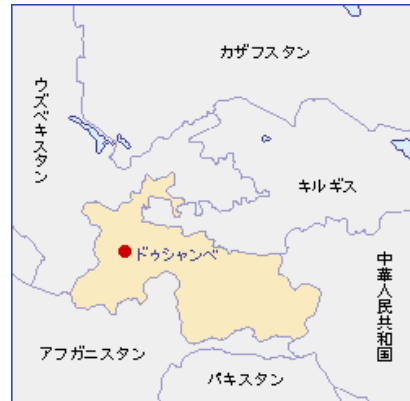 カザフスタン
ウズベキスタン
キルギス
ドゥシャンベ
中華人民共和国
アフガニスタン
パキスタン